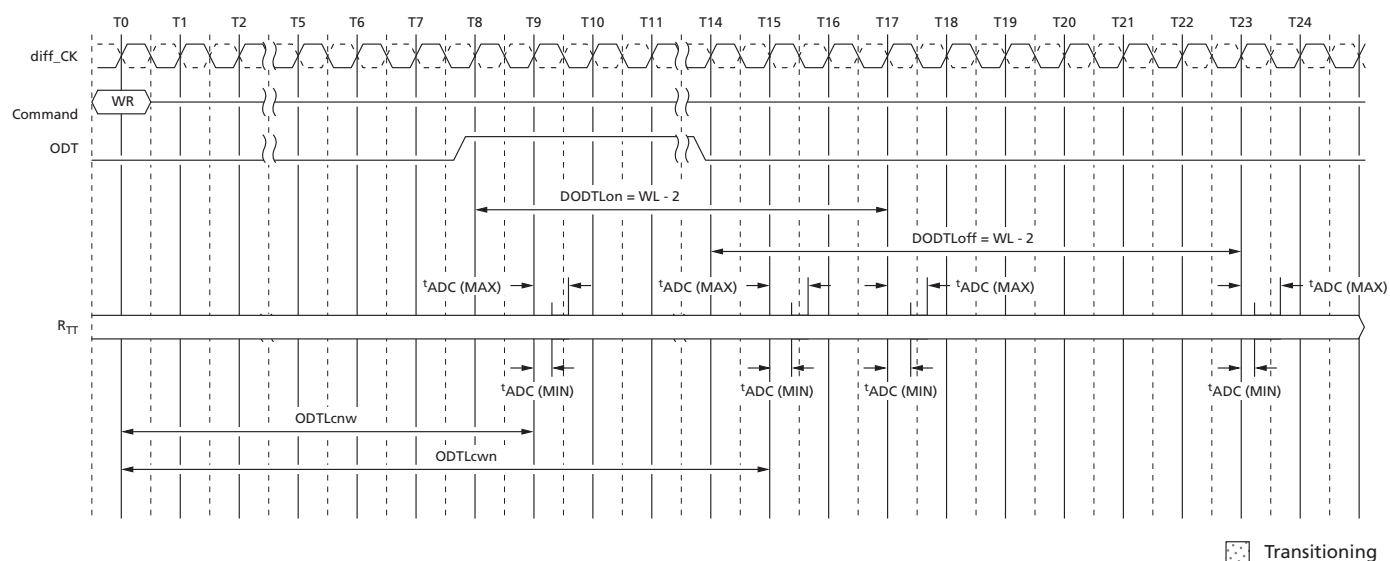 T0 T1 T2 T5 T6 T7 T8 T9 T10 T11 T14 T15 T16 T17 T18 T19 T20 T21 T22 T23 T24
diff_CK
WR
Command
ODT
DODTLon = WL - 2
DODTLoff = WL - 2
tADC (MAX) tADC (MAX) tADC (MAX) tADC (MAX)
RTT
tADC (MIN) tADC (MIN) tADC (MIN) tADC (MIN)
ODTLcnw
ODTLcwn
Transitioning